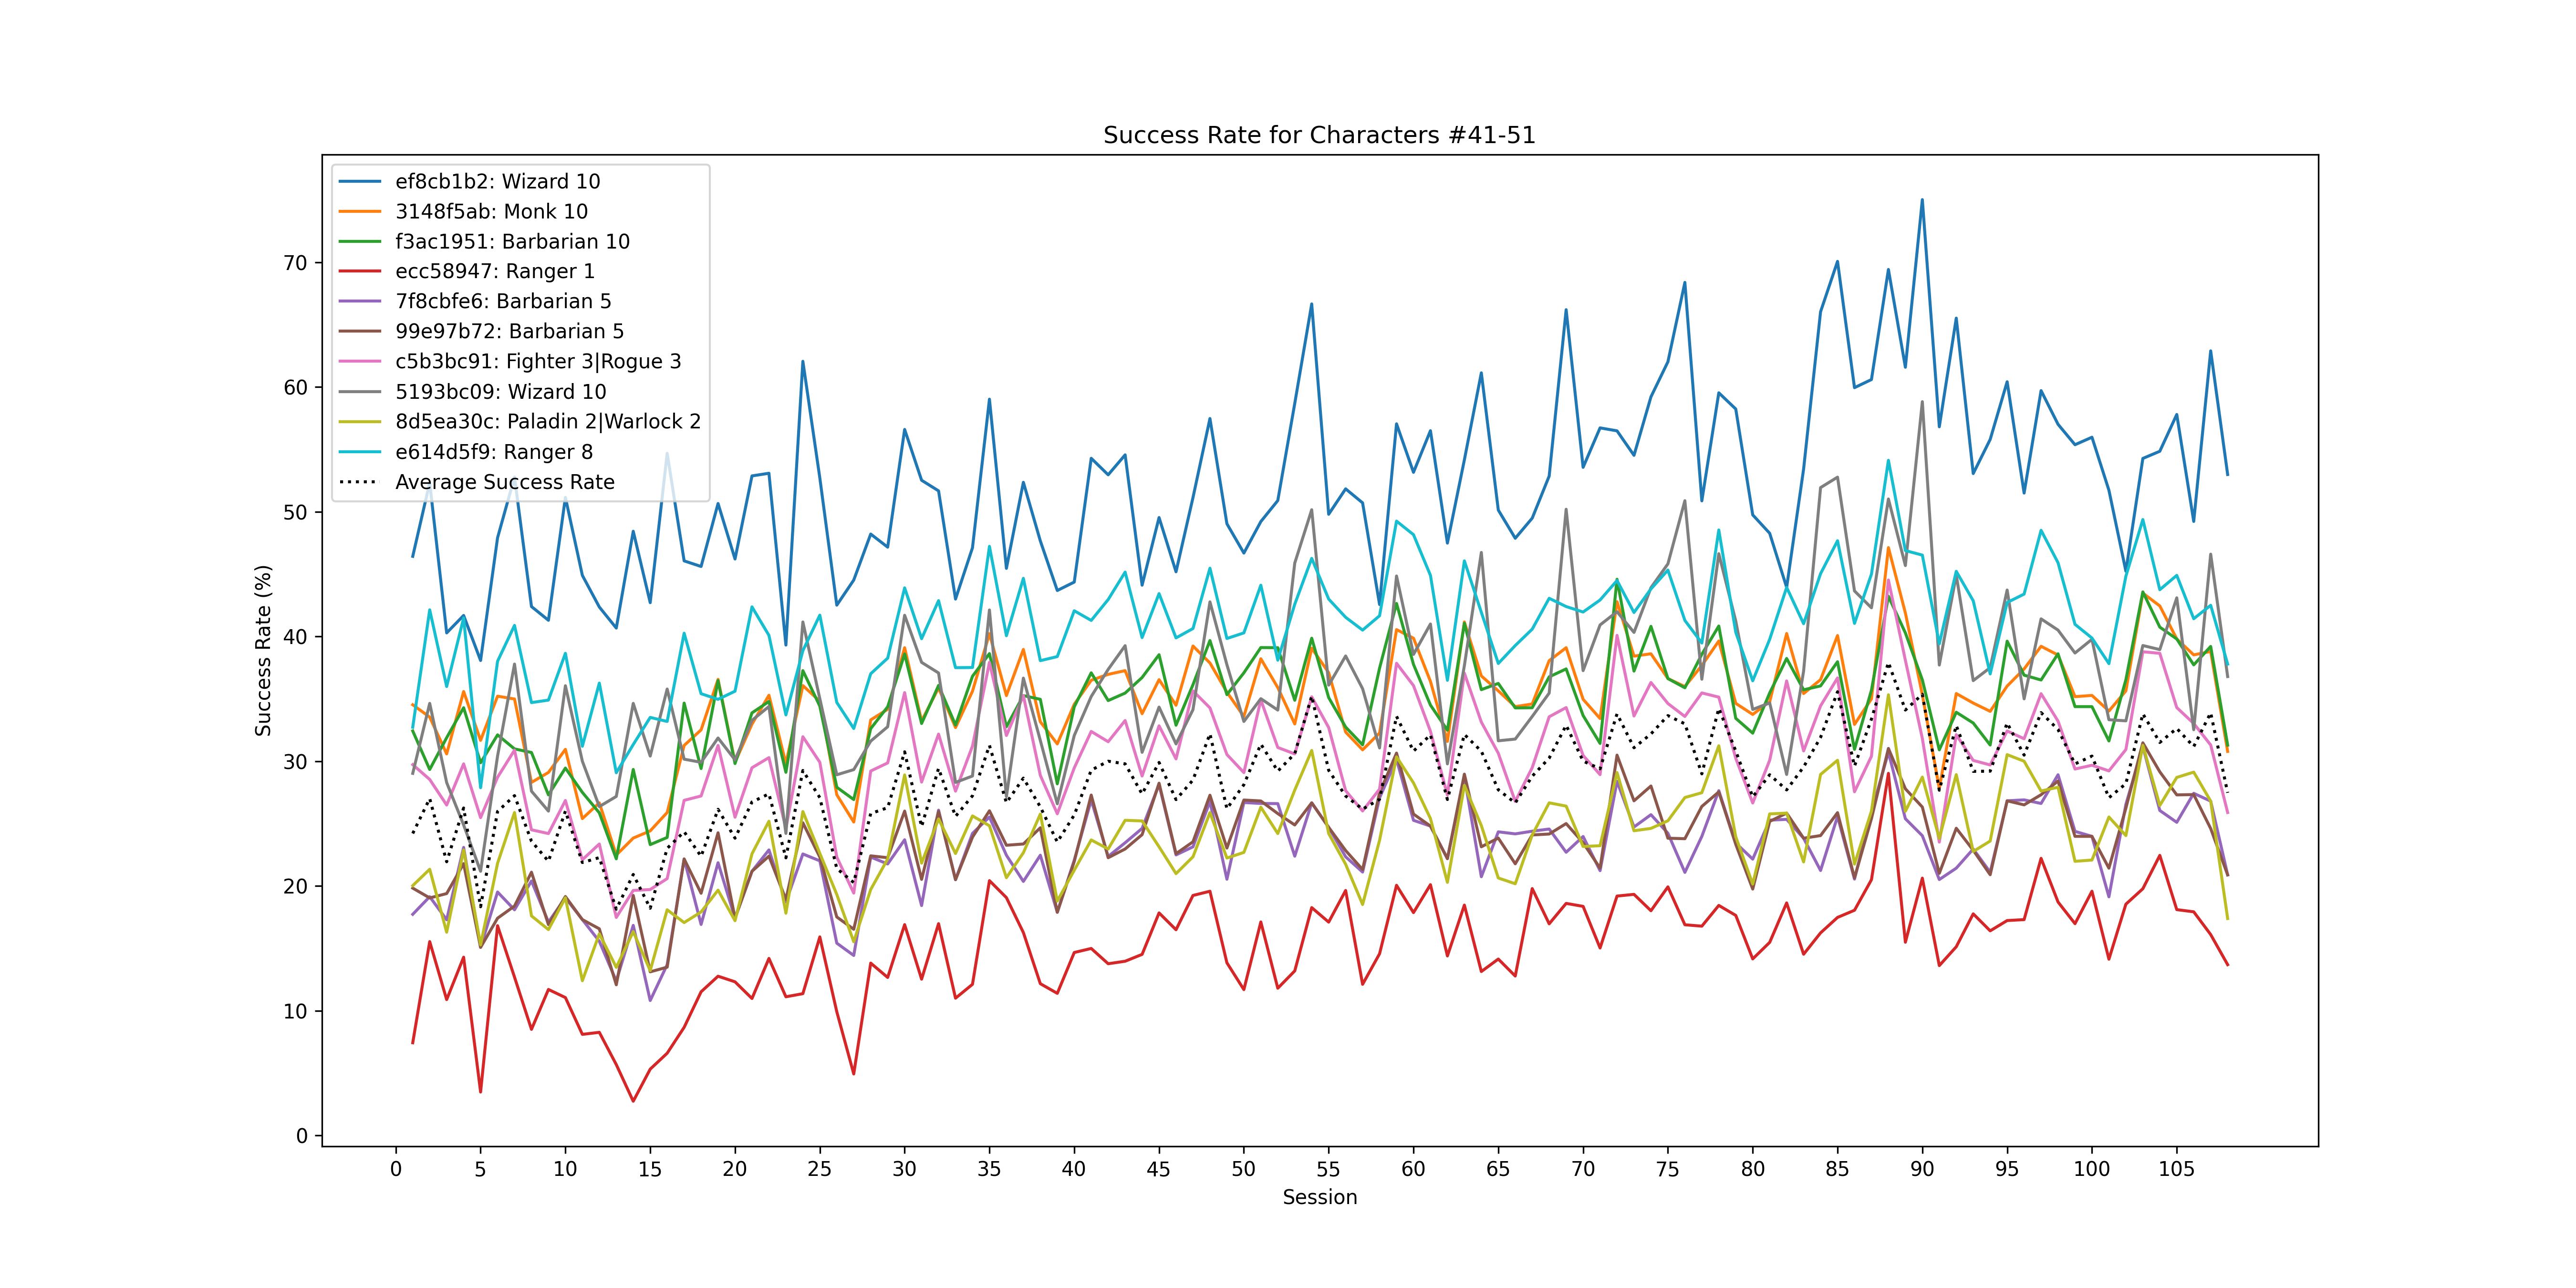 Success Rate for Characters #41-51
ef8cb1b2: Wizard 10
3148f5ab: Monk 10
f3ac1951: Barbarian 10
ecc58947: Ranger 1
7f8cbfe6: Barbarian 5
99e97b72: Barbarian 5
c5b3bc91: Fighter 3|Rogue 3
5193bc09: Wizard 10
8d5ea30c: Paladin 2|Warlock 2
e614d5f9: Ranger 8
Average Success Rate
Success Rate (%)
70
60
50
40
30
20
10
0
0 5 10 15 20 25 30 35 40 45 50 55 60 65 70 75 80 85 90 95 100 105
Session